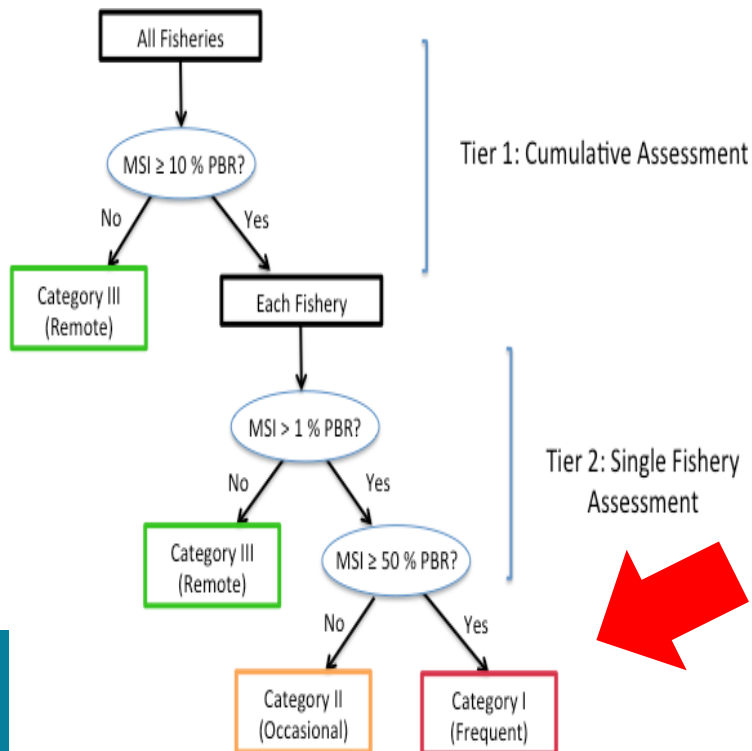 All Fisheries
MSI ≥ 10 % PBR?
Tier 1: Cumulative Assessment
No
Yes
Category III
(Remote)
Each Fishery
MSI > 1 % PBR?
Tier 2: Single Fishery
Assessment
No
Yes
Category III
(Remote)
MSI ≥ 50 % PBR?
No
Yes
Category II
(Occasional)
Category I
(Frequent)